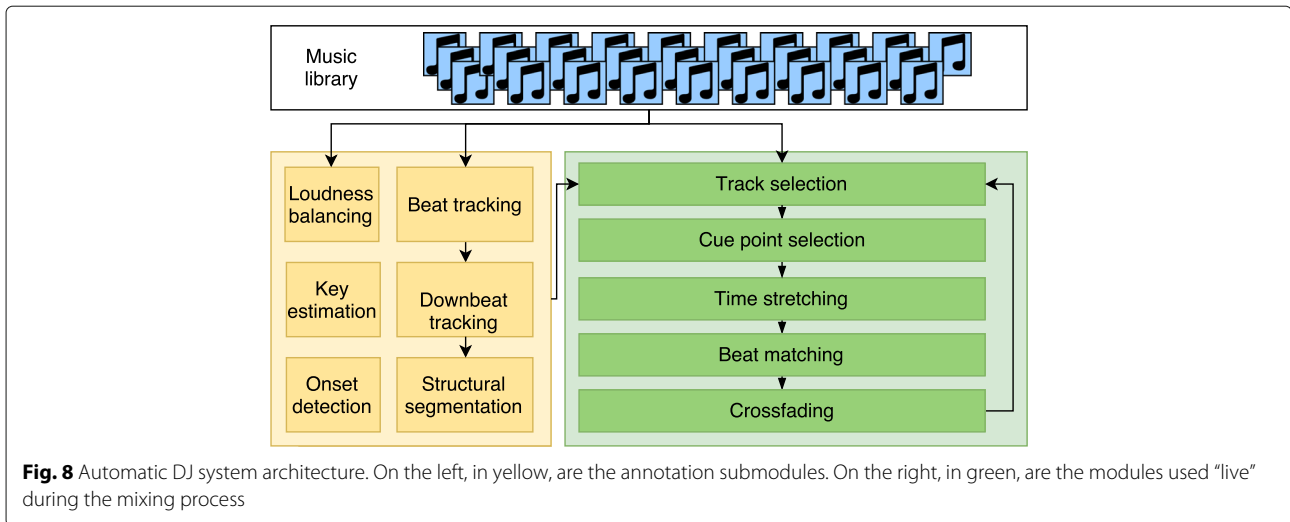 Music
library
Loudness
balancing
Beat tracking
Key
estimation
Downbeat
tracking
Onset
detection
Structural
segmentation
Track selection
Cue point selection
Time stretching
Beat matching
Crossfading
Fig. 8 Automatic DJ system architecture. On the left, in yellow, are the annotation submodules. On the right, in green, are the modules used “live”
during the mixing process